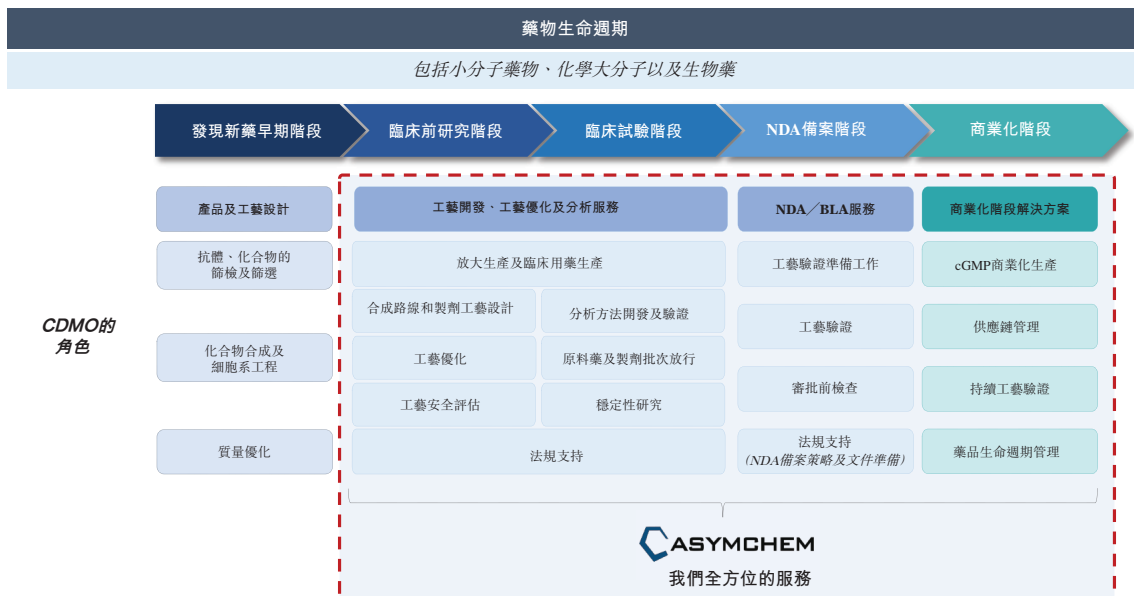 藥物生命週期
包括小分子藥物、化學大分子以及生物藥
發現新藥早期階段
臨床前研究階段
臨床試驗階段
NDA備案階段
商業化階段
CDMO的
角色
產品及工藝設計
抗體、化合物的
篩檢及篩選
化合物合成及
細胞系工程
質量優化
工藝開發、工藝優化及分析服務
放大生產及臨床用藥生產
合成路線和製劑工藝設計
分析方法開發及驗證
工藝優化
原料藥及製劑批次放行
工藝安全評估
穩定性研究
法規支持
NDA／BLA服務
工藝驗證準備工作
工藝驗證
審批前檢查
法規支持
(NDA備案策略及文件準備)
商業化階段解決方案
cGMP商業化生產
供應鏈管理
持續工藝驗證
藥品生命週期管理
ASYMCHEM
我們全方位的服務